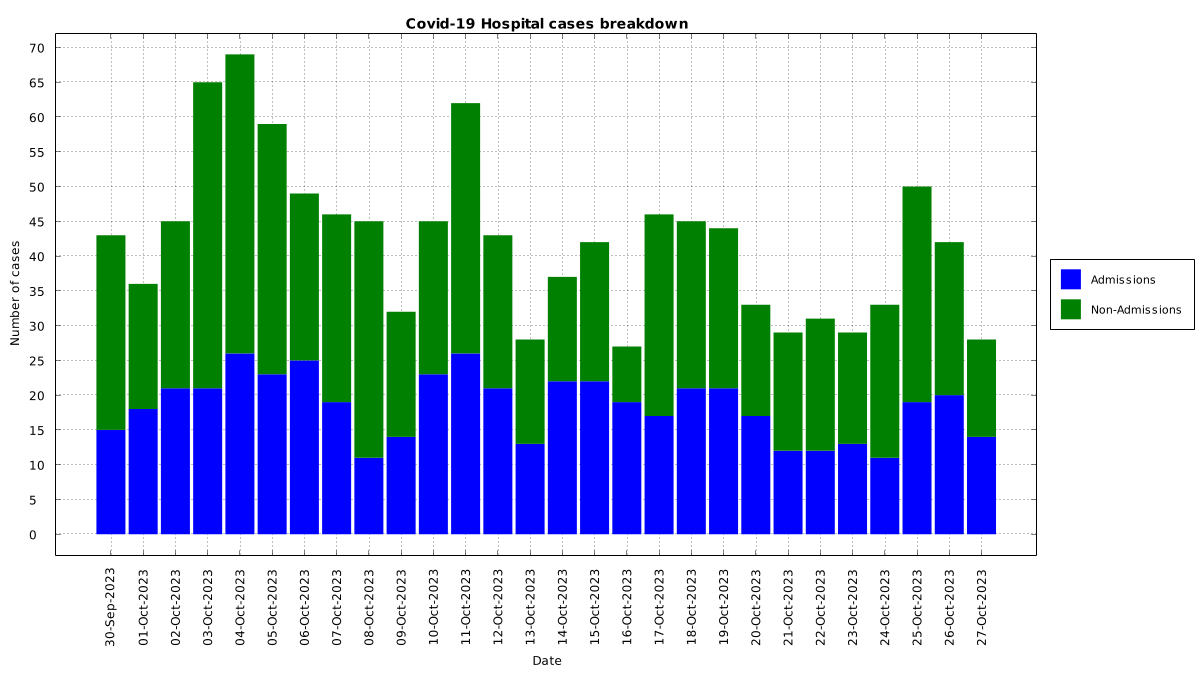 Covid-19 Hospital cases breakdown
Number of cases
70
65
60
55
50
45
40
35
30
25
20
15
10
5
0
30-Sep-2023
01-Oct-2023
02-Oct-2023
03-Oct-2023
04-Oct-2023
05-Oct-2023
06-Oct-2023
07-Oct-2023
08-Oct-2023
09-Oct-2023
10-Oct-2023
11-Oct-2023
12-Oct-2023
13-Oct-2023
14-Oct-2023
15-Oct-2023
16-Oct-2023
17-Oct-2023
18-Oct-2023
19-Oct-2023
20-Oct-2023
21-Oct-2023
22-Oct-2023
23-Oct-2023
24-Oct-2023
25-Oct-2023
26-Oct-2023
27-Oct-2023
Date
Admissions
Non-Admissions